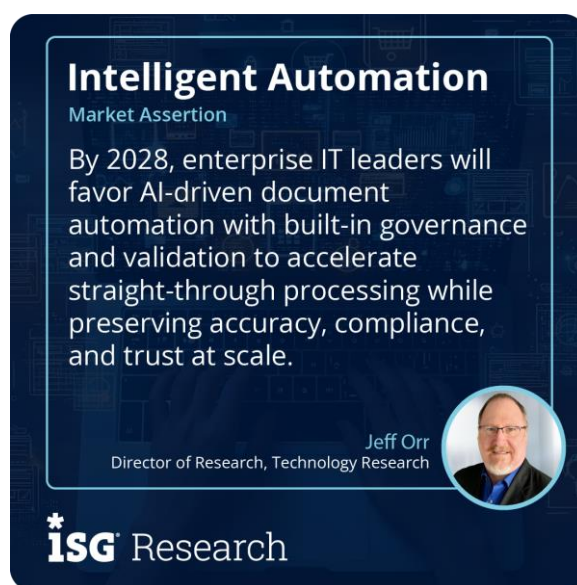 Intelligent Automation
Market Assertion
By 2028, enterprise IT leaders will
favor AI-driven document
automation with built-in governance
and validation to accelerate
straight-through processing while
preserving accuracy, compliance,
and trust at scale.
Jeff Orr
Director of Research, Technology Research
*ISG Research